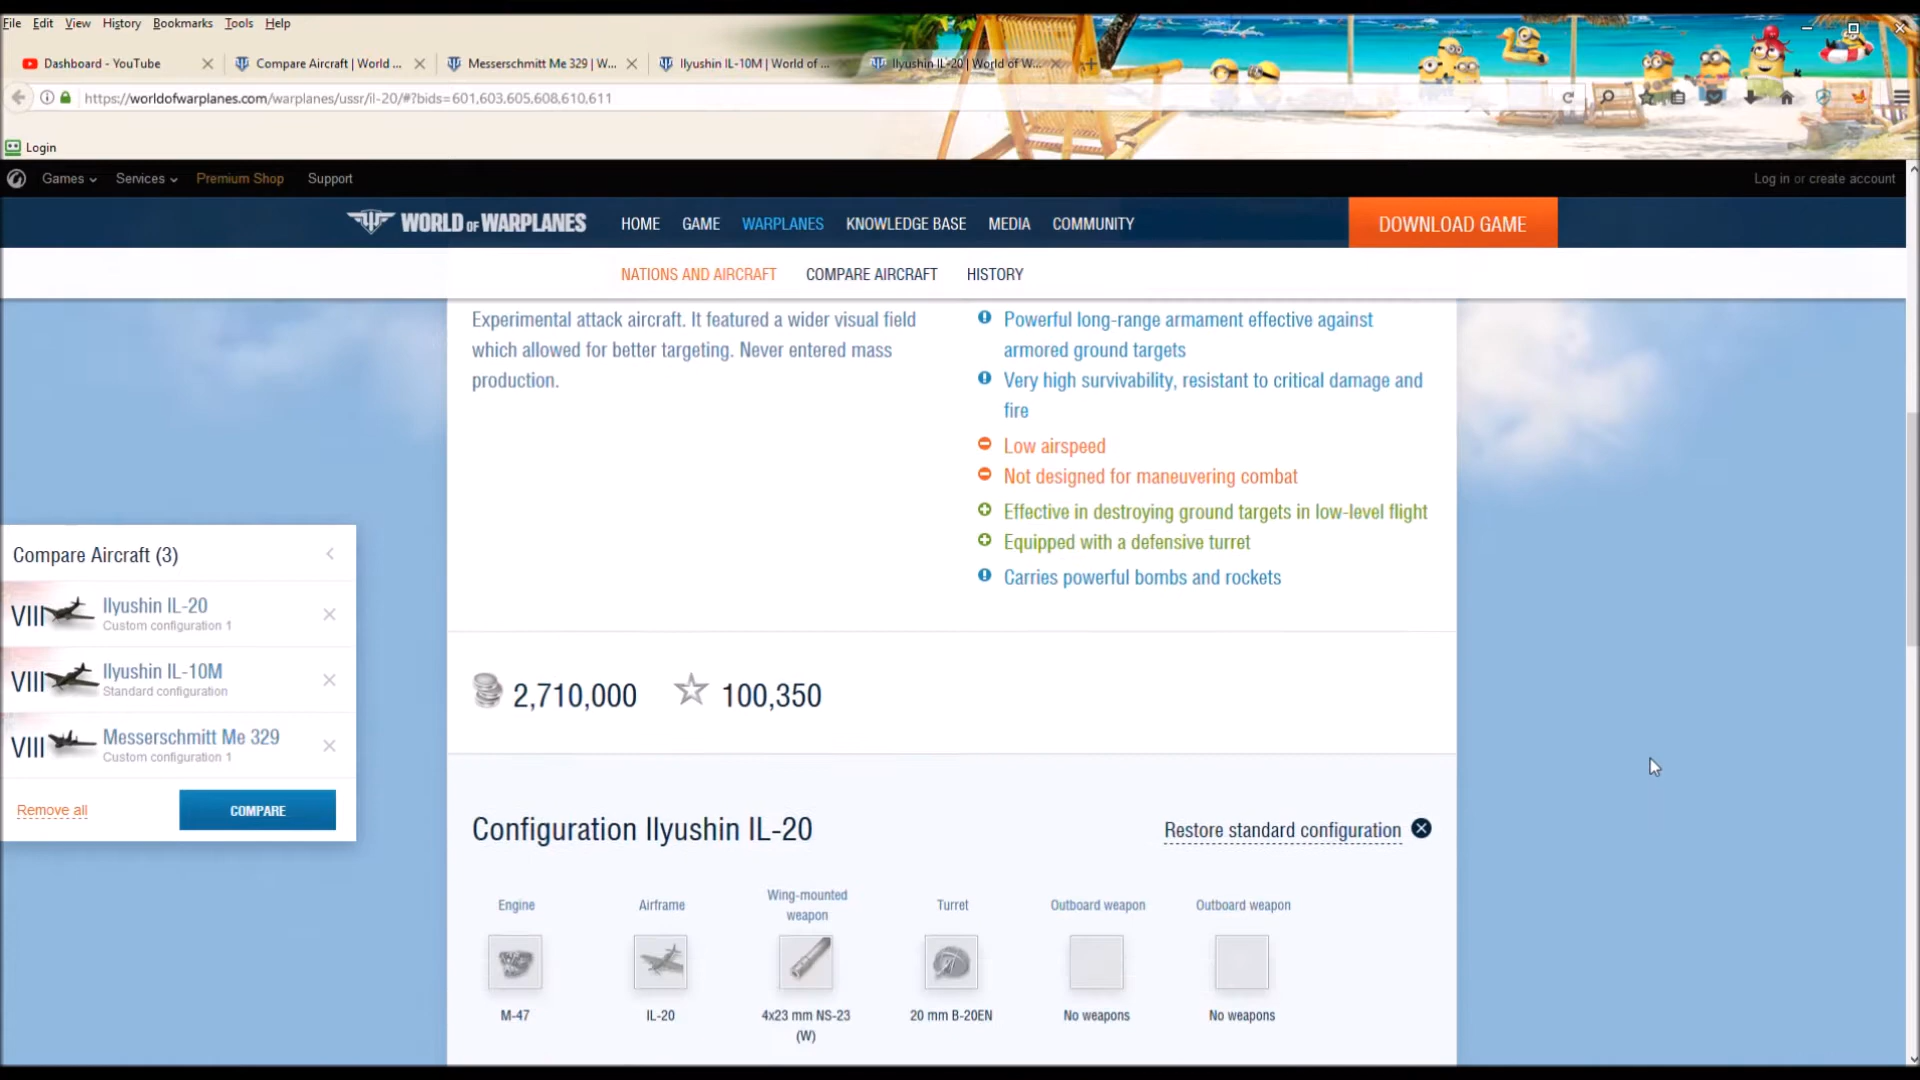 File Edit View History Bookmarks Tools Help
Dashboard - YouTube
Compare Aircraft | World ...
Messerschmitt Me 329 | W...
Ilyushin IL-10M | World of ...
Ilyushin IL-20 | World of W...
https://worldofwarplanes.com/warplanes/ussr/il-20/#?bids=601,603,605,608,610,611
Login
Games Services Premium Shop Support
Log in or create account
WORLD OF WARPLANES
HOME GAME WARPLANES KNOWLEDGE BASE MEDIA COMMUNITY
DOWNLOAD GAME
NATIONS AND AIRCRAFT COMPARE AIRCRAFT HISTORY
Experimental attack aircraft. It featured a wider visual field
which allowed for better targeting. Never entered mass
production.
Powerful long-range armament effective against
armored ground targets
Very high survivability, resistant to critical damage and
fire
Low airspeed
Not designed for maneuvering combat
Effective in destroying ground targets in low-level flight
Equipped with a defensive turret
Carries powerful bombs and rockets
Compare Aircraft (3)
VIII Ilyushin IL-20
Custom configuration 1
VIII Ilyushin IL-10M
Standard configuration
VIII Messerschmitt Me 329
Custom configuration 1
Remove all
COMPARE
2,710,000 100,350
Configuration Ilyushin IL-20
Restore standard configuration
Engine
Airframe
Wing-mounted
weapon
Turret
Outboard weapon
Outboard weapon
M-47
IL-20
4x23 mm NS-23
(W)
20 mm B-20EN
No weapons
No weapons